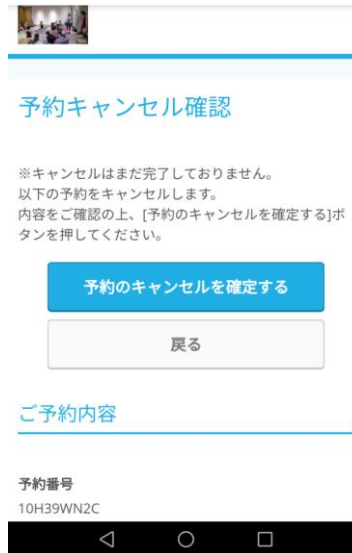 予約キャンセル確認
※キャンセルはまだ完了しておりません。
以下の予約をキャンセルします。
内容をご確認の上、[予約のキャンセルを確定する]ボ
タンを押してください。
予約のキャンセルを確定する
戻る
ご予約内容
予約番号
10H39WN2C